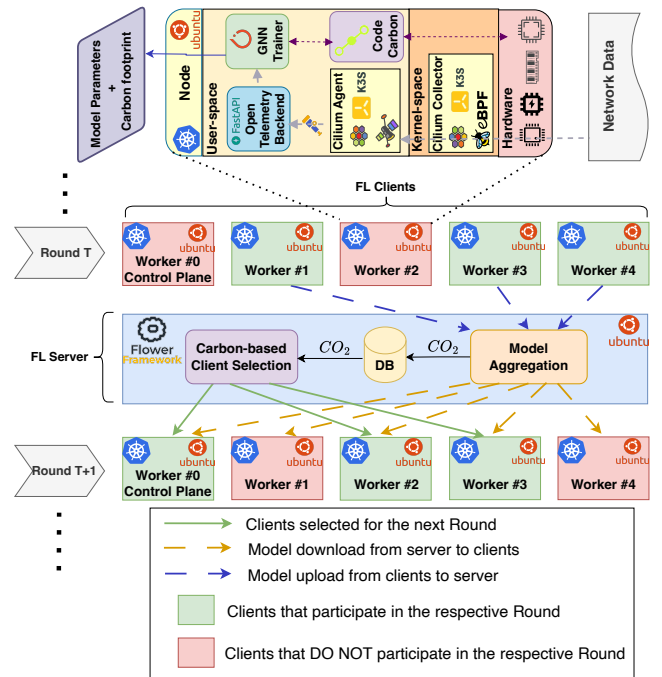 Model Parameters
+
Carbon footprint
Node
ubuntu
User-space
GNN
Trainer
Code
Carbon
FastAPI
Open
Telemetry
Backend
Cilium Agent
K3S
Kernel-space
Cilium Collector
K3S
eBPF
Hardware
Network Data
FL Clients
Round T
ubuntu
Worker #0
Control Plane
ubuntu
Worker #1
ubuntu
Worker #2
ubuntu
Worker #3
ubuntu
Worker #4
FL Server
Flower
Framework
Carbon-based
Client Selection
CO2
DB
CO2
Model
Aggregation
ubuntu
Round T+1
ubuntu
Worker #0
Control Plane
ubuntu
Worker #1
ubuntu
Worker #2
ubuntu
Worker #3
ubuntu
Worker #4
Clients selected for the next Round
Model download from server to clients
Model upload from clients to server
Clients that participate in the respective Round
Clients that DO NOT participate in the respective Round